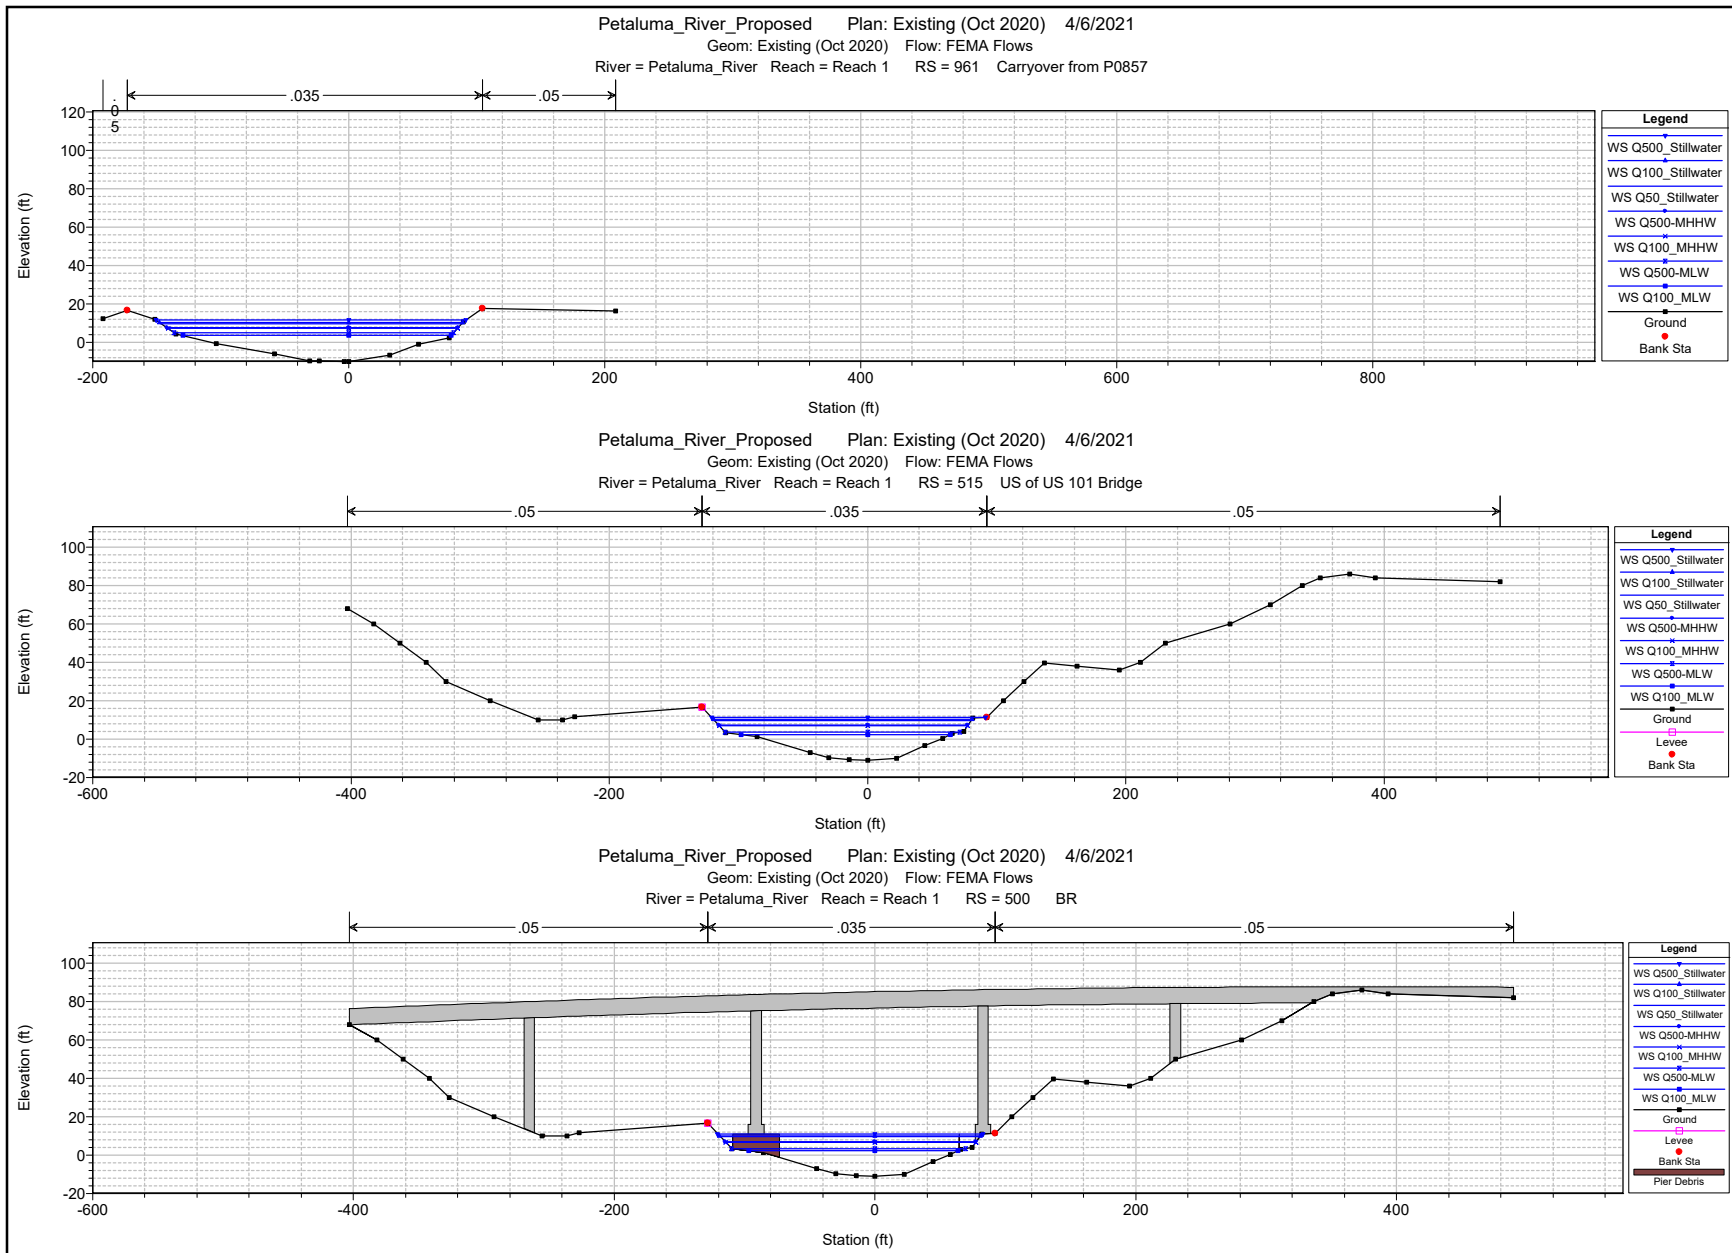 Petaluma_River_Proposed Plan: Existing (Oct 2020) 4/6/2021
Geom: Existing (Oct 2020) Flow: FEMA Flows
River = Petaluma_River Reach = Reach 1 RS = 961 Carryover from P0857
.05 .035 .05
120
100
80
60
40
20
0
Elevation (ft)
-200 0 200 400 600 800
Station (ft)
Legend
WS Q500_Stillwater
WS Q100_Stillwater
WS Q50_Stillwater
WS Q500-MHHW
WS Q100_MHHW
WS Q500-MLW
WS Q100_MLW
Ground
Bank Sta
Petaluma_River_Proposed Plan: Existing (Oct 2020) 4/6/2021
Geom: Existing (Oct 2020) Flow: FEMA Flows
River = Petaluma_River Reach = Reach 1 RS = 515 US of US 101 Bridge
.05 .035 .05
100
80
60
40
20
0
-20
Elevation (ft)
-600 -400 -200 0 200 400
Station (ft)
Legend
WS Q500_Stillwater
WS Q100_Stillwater
WS Q50_Stillwater
WS Q500-MHHW
WS Q100_MHHW
WS Q500-MLW
WS Q100_MLW
Ground
Levee
Bank Sta
Petaluma_River_Proposed Plan: Existing (Oct 2020) 4/6/2021
Geom: Existing (Oct 2020) Flow: FEMA Flows
River = Petaluma_River Reach = Reach 1 RS = 500 BR
.05 .035 .05
100
80
60
40
20
0
-20
Elevation (ft)
-600 -400 -200 0 200 400
Station (ft)
Legend
WS Q500_Stillwater
WS Q100_Stillwater
WS Q50_Stillwater
WS Q500-MHHW
WS Q100_MHHW
WS Q500-MLW
WS Q100_MLW
Ground
Levee
Bank Sta
Pier Debris